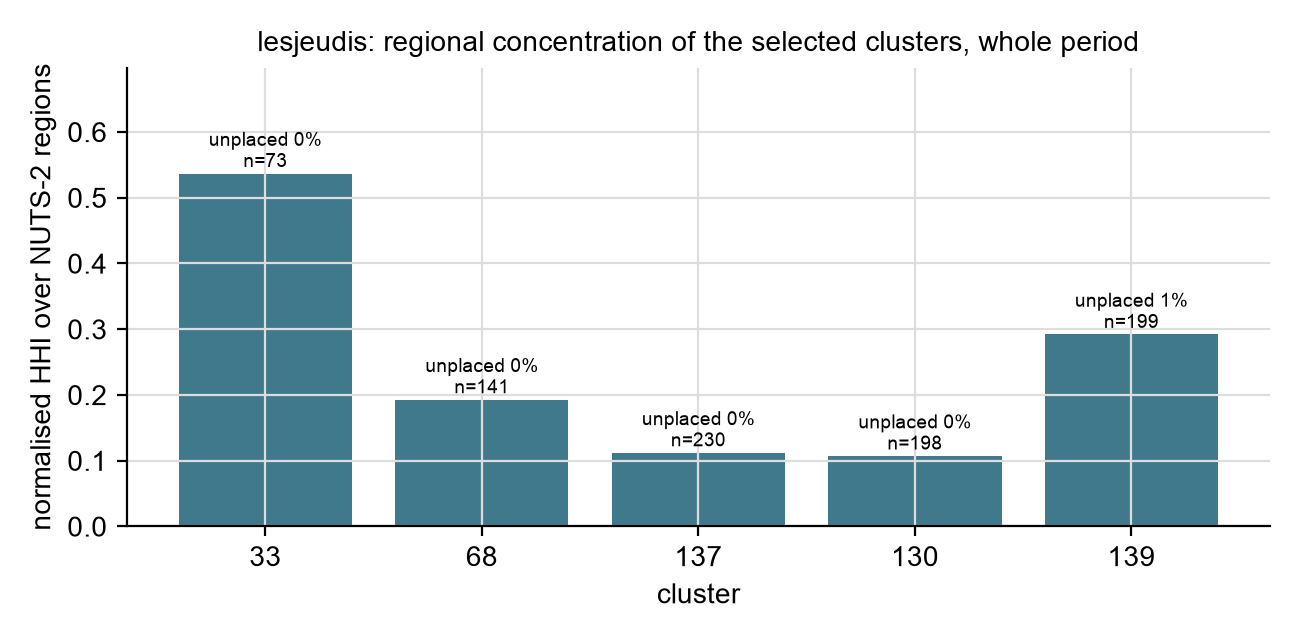 lesjeudis: regional concentration of the selected clusters, whole period
normalised HHI over NUTS-2 regions
0.6
0.5
0.4
0.3
0.2
0.1
0.0
unplaced 0%
n=73
unplaced 0%
n=141
unplaced 0%
n=230
unplaced 0%
n=198
unplaced 1%
n=199
33 68 137 130 139
cluster